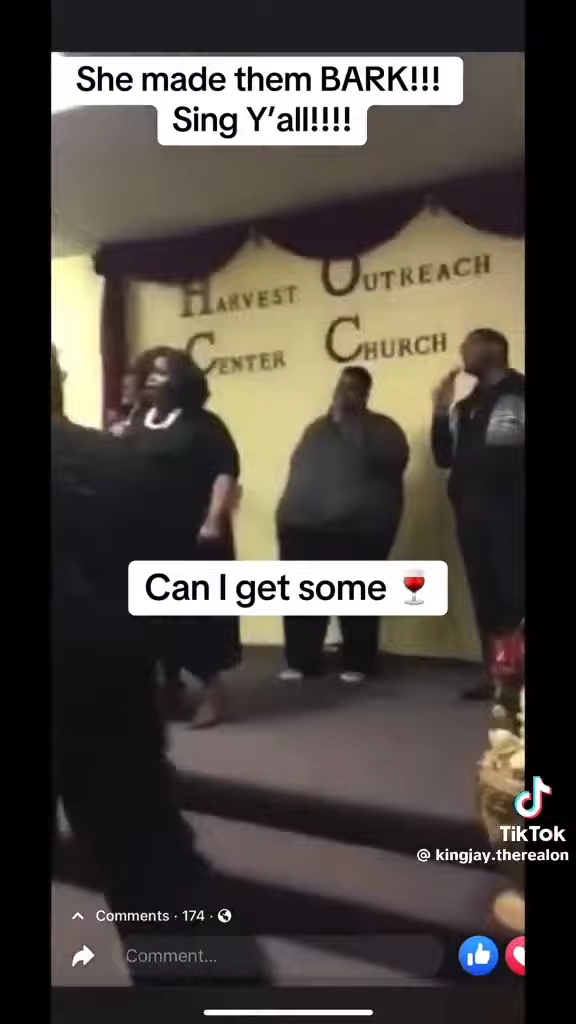 She made them BARK!!!
Sing Y’all!!!!
HARVEST OUTREACH
CENTER CHURCH
Can I get some 🍷
TikTok
@ kingjay.therealon
Comments · 174 ·
Comment...